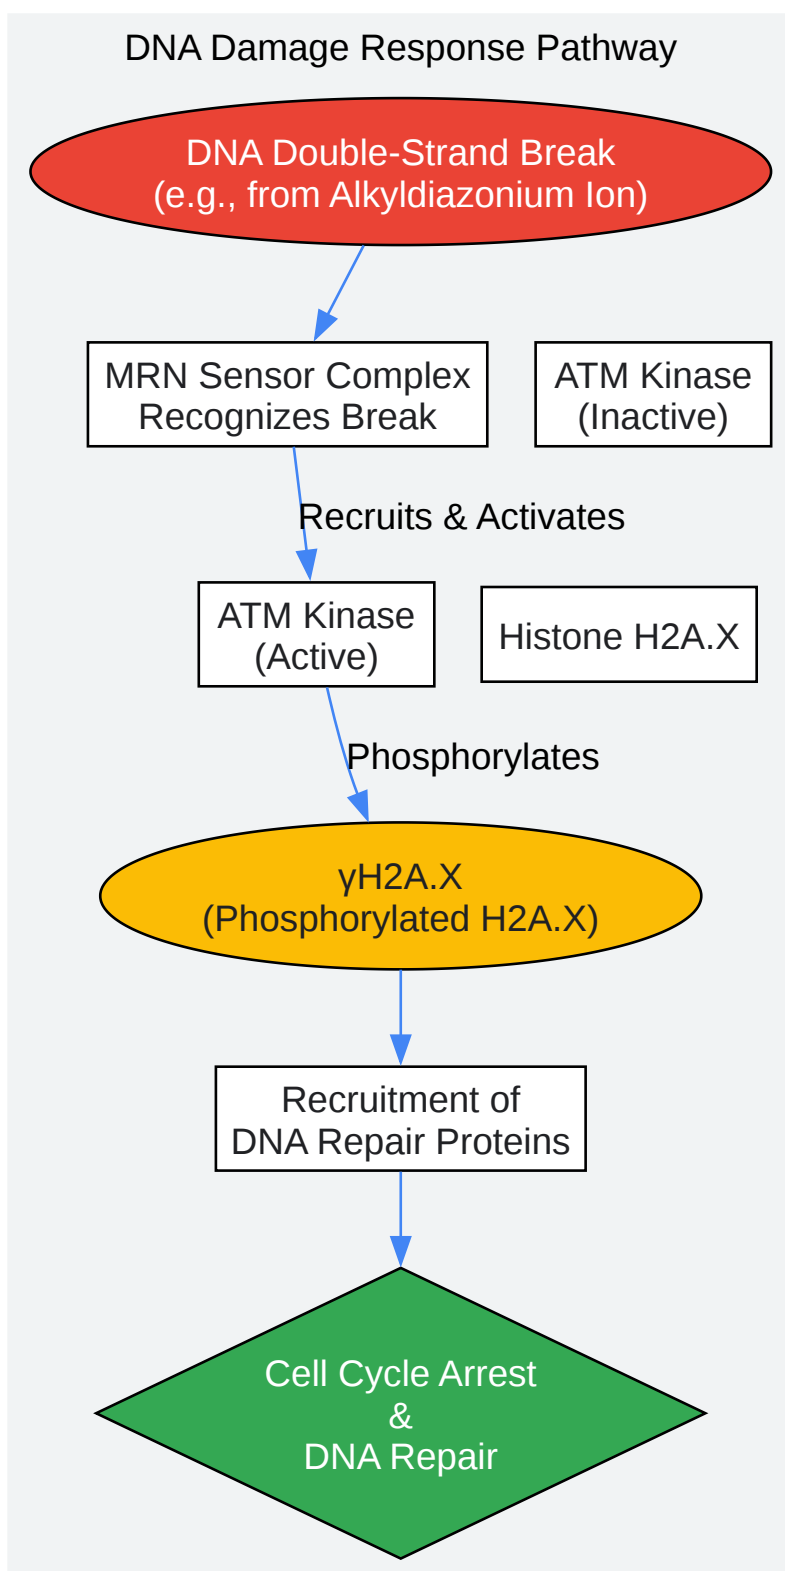 DNA Damage Response Pathway
DNA Double-Strand Break
(e.g., from Alkyldiazonium Ion)
MRN Sensor Complex
Recognizes Break
ATM Kinase
(Inactive)
Recruits & Activates
ATM Kinase
(Active)
Histone H2A.X
Phosphorylates
γH2A.X
(Phosphorylated H2A.X)
Recruitment of
DNA Repair Proteins
Cell Cycle Arrest
&
DNA Repair